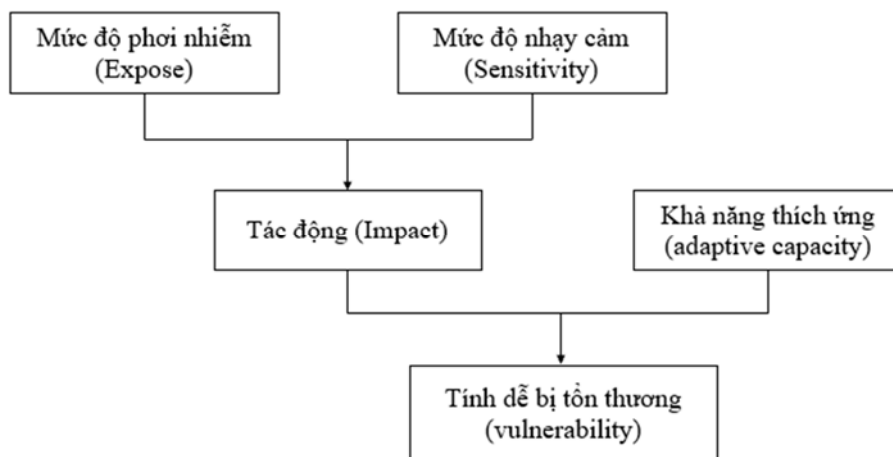 Mức độ phơi nhiễm
(Expose)
Mức độ nhạy cảm
(Sensitivity)
Tác động (Impact)
Khả năng thích ứng
(adaptive capacity)
Tính dễ bị tổn thương
(vulnerability)